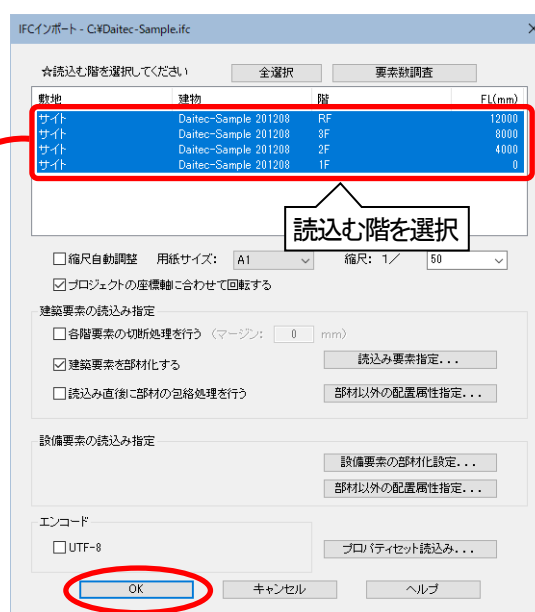 IFCインポート - C:¥Daitec-Sample.ifc
☆読込む階を選択してください 全選択 要素数調査
敷地 建物 階 FL(mm)
サイト Daitec-Sample 201208 RF 12000
サイト Daitec-Sample 201208 3F 8000
サイト Daitec-Sample 201208 2F 4000
サイト Daitec-Sample 201208 1F 0
読込む階を選択
縮尺自動調整 用紙サイズ: A1 縮尺: 1／ 50
プロジェクトの座標軸に合わせて回転する
建築要素の読込み指定
各階要素の切断処理を行う （マージン: 0 mm）
建築要素を部材化する 読込み要素指定...
読込み直後に部材の包絡処理を行う 部材以外の配置属性指定...
設備要素の読込み指定
設備要素の部材化設定...
部材以外の配置属性指定...
エンコード
UTF-8 プロパティセット読込み...
OK キャンセル ヘルプ